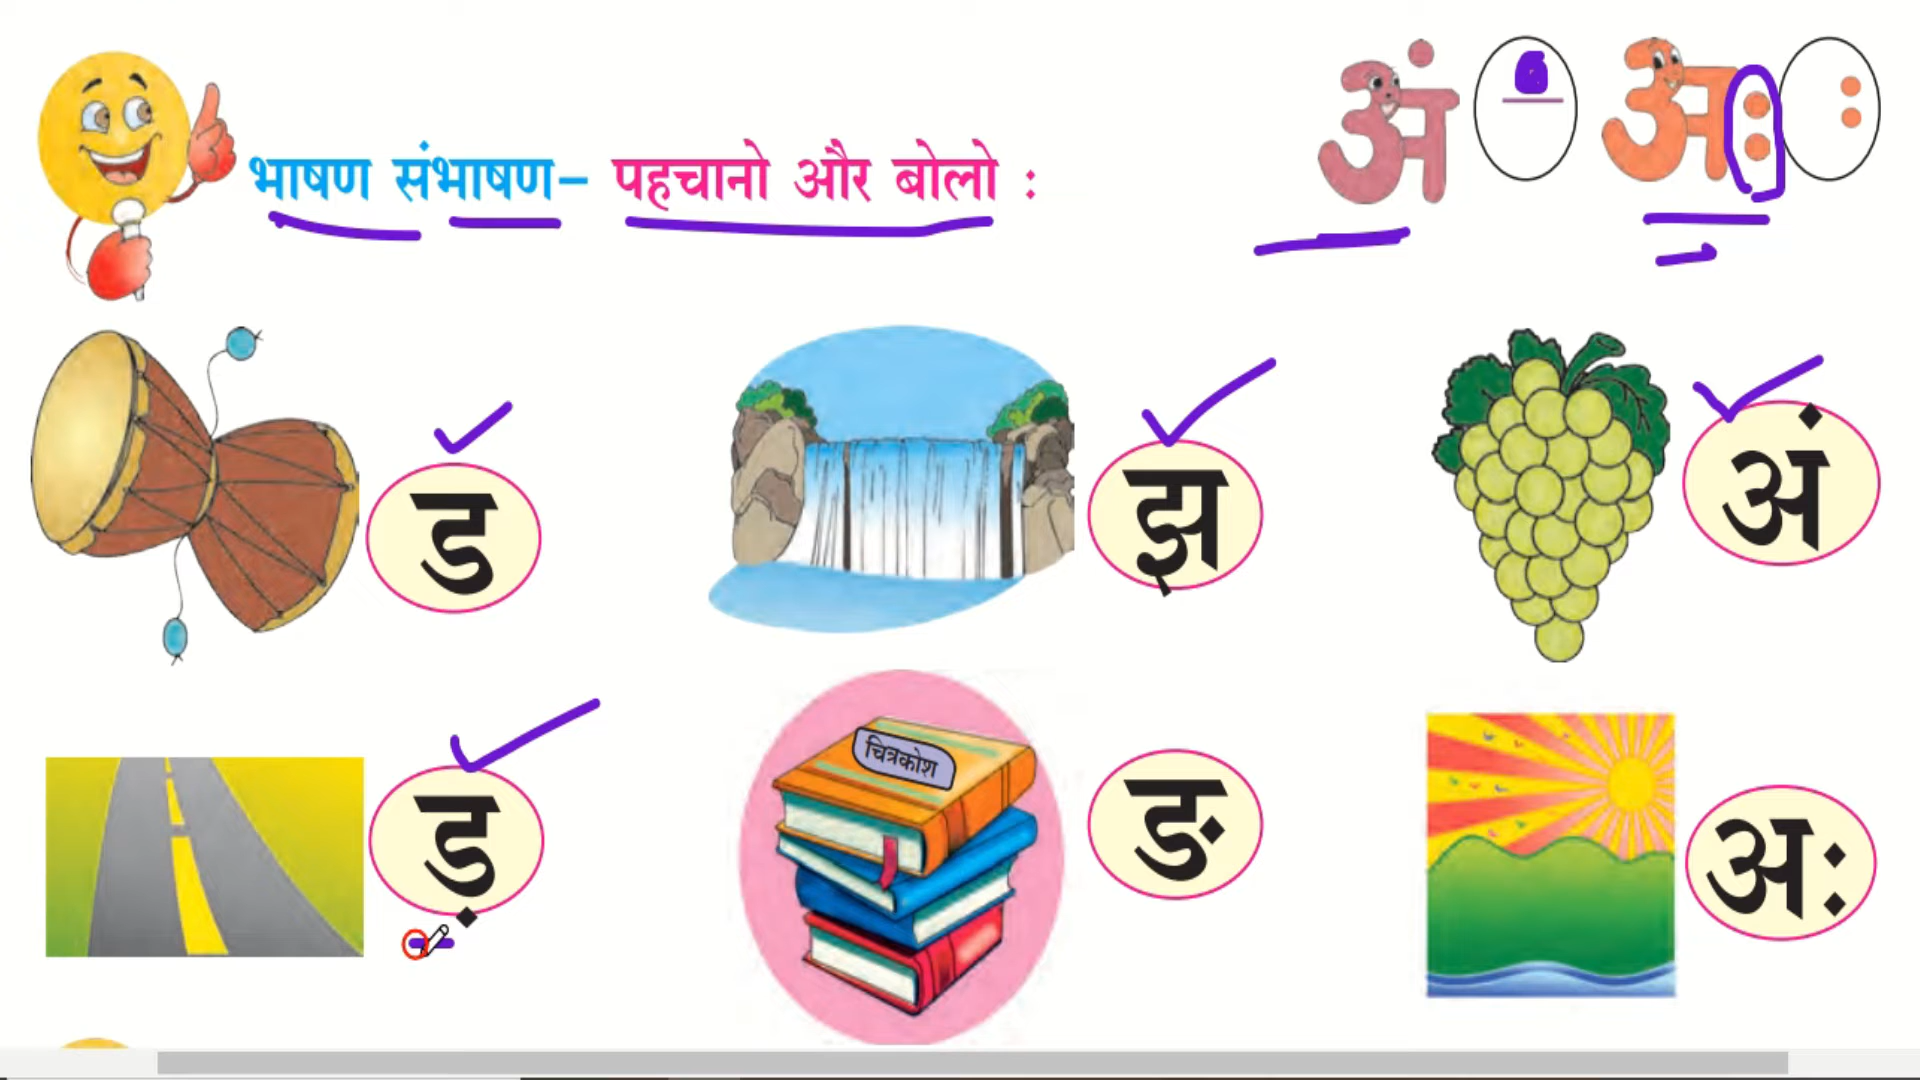 अं अः :
भाषण संभाषण– पहचानो और बोलो :
ड झ अं
चित्रकोश
ड़ ङ अः